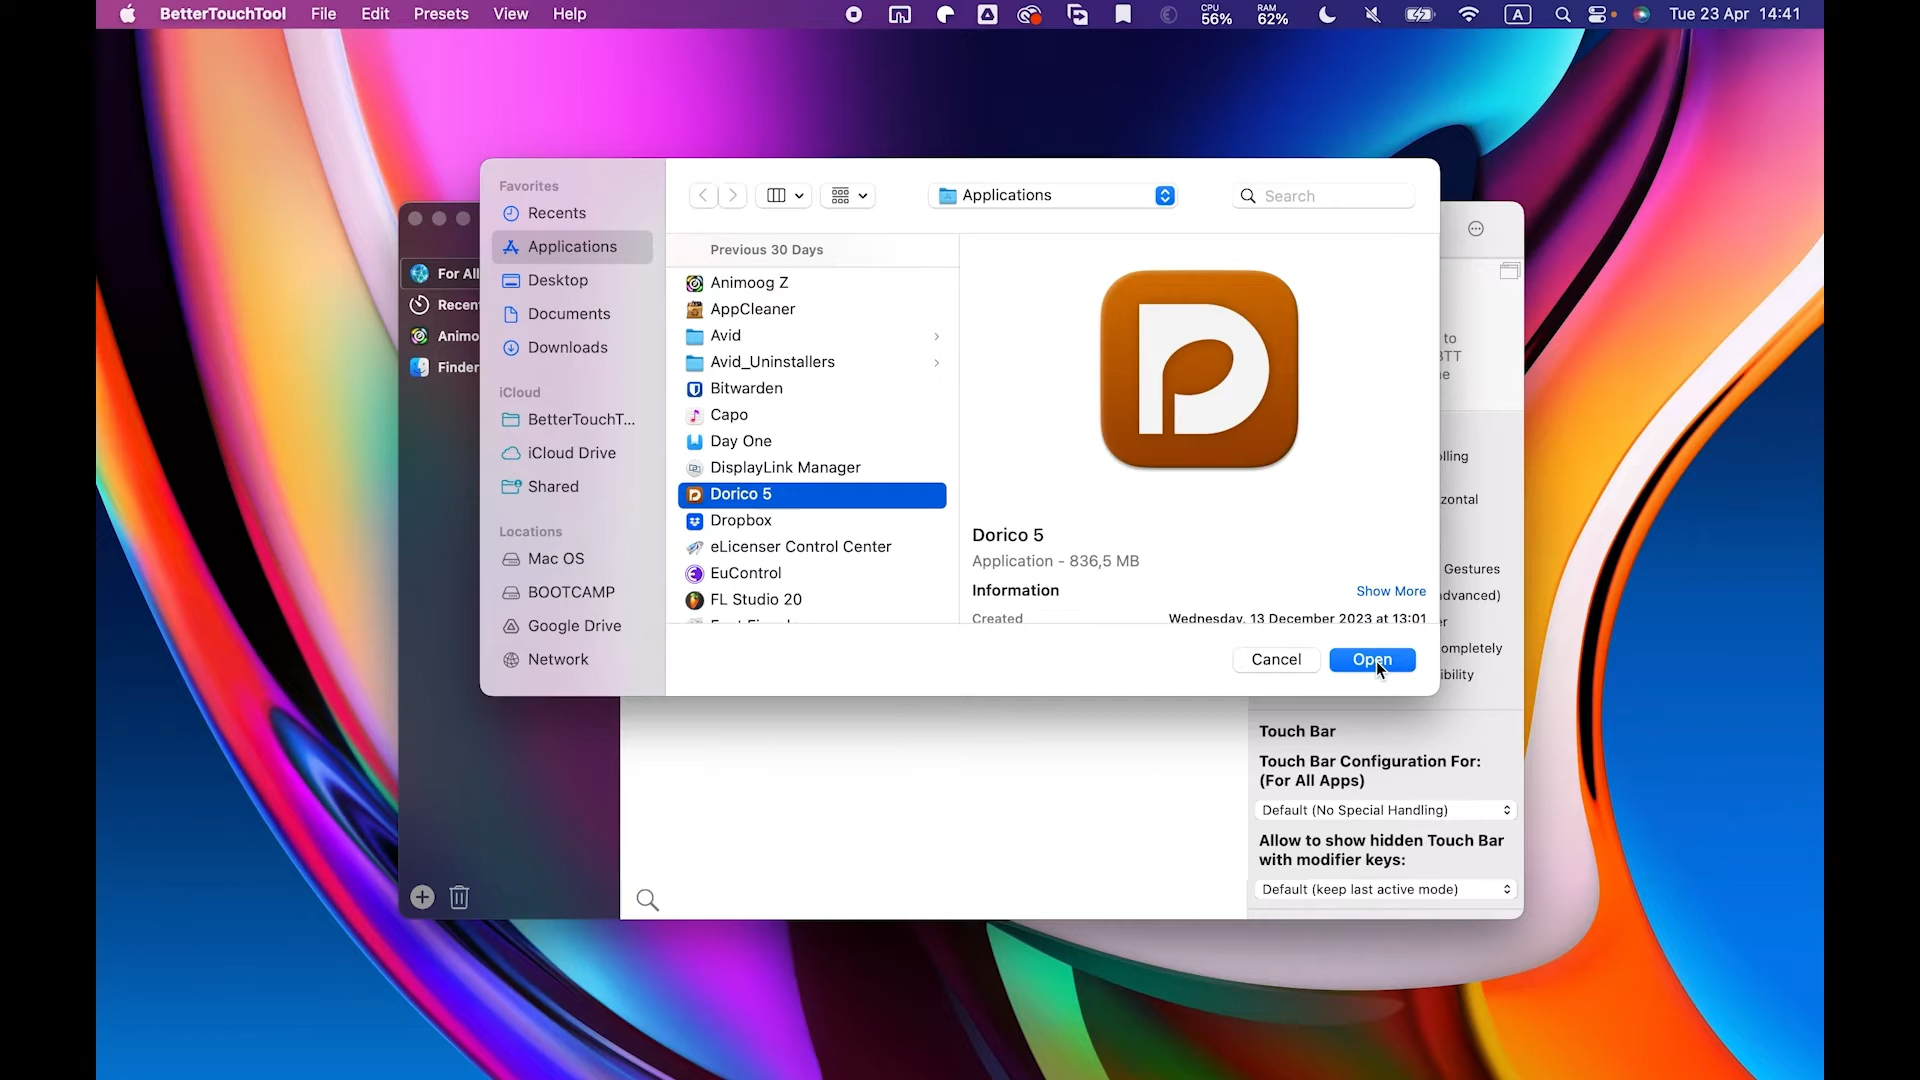 BetterTouchTool File Edit Presets View Help CPU 56% RAM 62% A Tue 23 Apr 14:41
Favorites
Recents
Applications
Desktop
Documents
Downloads
iCloud
BetterTouchT...
iCloud Drive
Shared
Locations
Mac OS
BOOTCAMP
Google Drive
Network
Applications
Search
Previous 30 Days
Animoog Z
AppCleaner
Avid
Avid_Uninstallers
Bitwarden
Capo
Day One
DisplayLink Manager
Dorico 5
Dropbox
eLicenser Control Center
EuControl
FL Studio 20
Dorico 5
Application - 836,5 MB
Information Show More
Created Wednesday, 13 December 2023 at 13:01
Cancel Open
For All
Recen
Animo
Finder
to
BTT
e
lling
zontal
Gestures
dvanced)
er
ompletely
ibility
Touch Bar
Touch Bar Configuration For:
(For All Apps)
Default (No Special Handling)
Allow to show hidden Touch Bar
with modifier keys:
Default (keep last active mode)